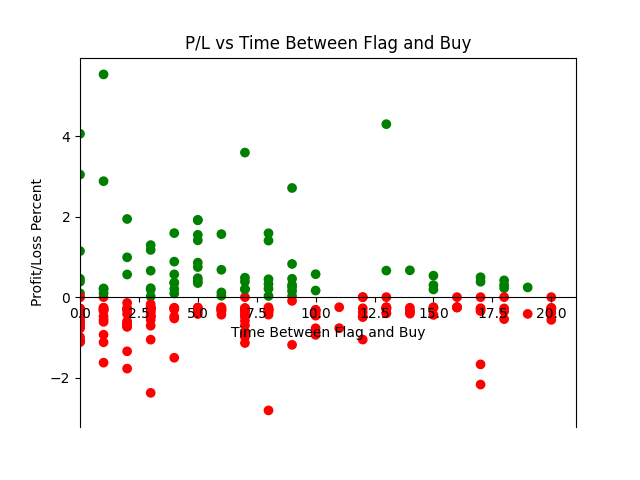 P/L vs Time Between Flag and Buy
Profit/Loss Percent
4
2
0
−2
0.0 2.5 5.0 7.5 10.0 12.5 15.0 17.5 20.0
Time Between Flag and Buy